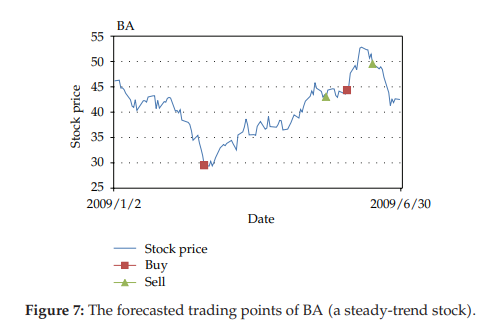 BA
55
50
45
40
35
30
25
Stock price
2009/1/2
2009/6/30
Date
Stock price
Buy
Sell
Figure 7: The forecasted trading points of BA (a steady-trend stock).